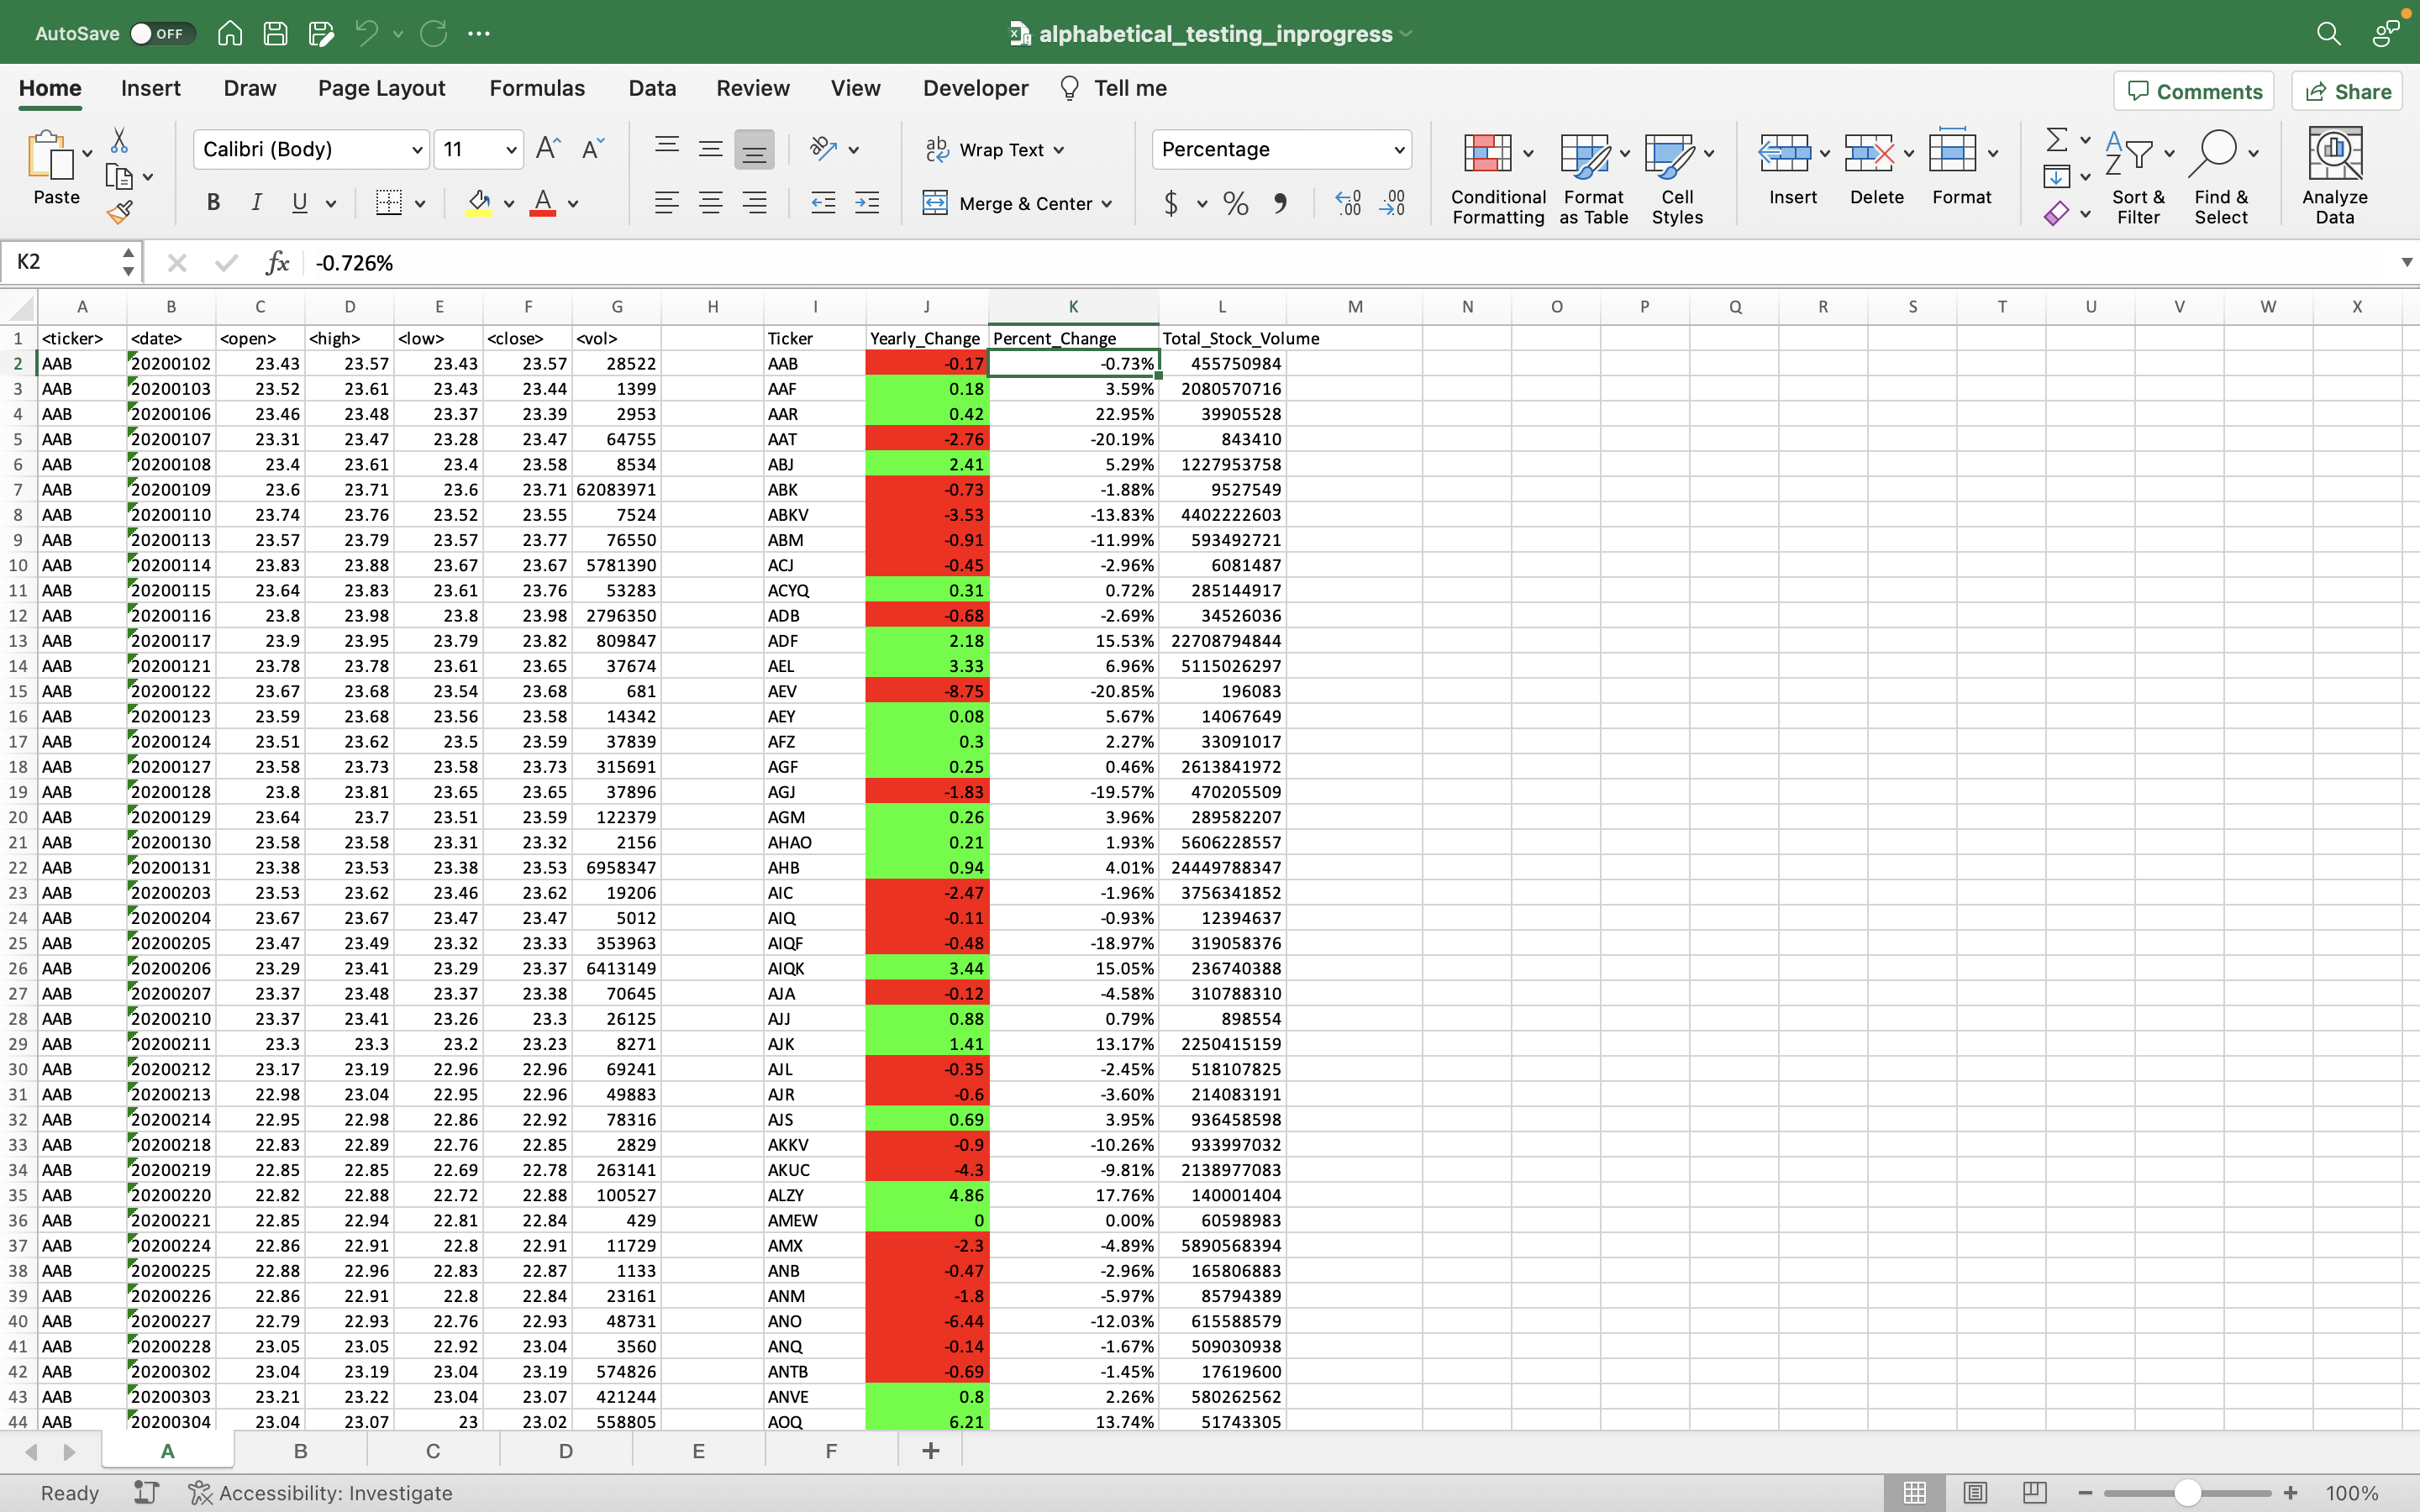 AutoSave OFF alphabetical_testing_inprogress
Home Insert Draw Page Layout Formulas Data Review View Developer Tell me Comments Share
Paste Calibri (Body) 11 Wrap Text Percentage Conditional Formatting Format as Table Cell Styles Insert Delete Format Sort & Filter Find & Select Analyze Data
B I U A Merge & Center $ % 9
K2 fx -0.726%
A B C D E F G H I J K L M N O P Q R S T U V W X
1 <ticker> <date> <open> <high> <low> <close> <vol> Ticker Yearly_Change Percent_Change Total_Stock_Volume
2 AAB 20200102 23.43 23.57 23.43 23.57 28522 AAB -0.17 -0.73% 455750984
3 AAB 20200103 23.52 23.61 23.43 23.44 1399 AAF 0.18 3.59% 2080570716
4 AAB 20200106 23.46 23.48 23.37 23.39 2953 AAR 0.42 22.95% 39905528
5 AAB 20200107 23.31 23.47 23.28 23.47 64755 AAT -2.76 -20.19% 843410
6 AAB 20200108 23.4 23.61 23.4 23.58 8534 ABJ 2.41 5.29% 1227953758
7 AAB 20200109 23.6 23.71 23.6 23.71 62083971 ABK -0.73 -1.88% 9527549
8 AAB 20200110 23.74 23.76 23.52 23.55 7524 ABKV -3.53 -13.83% 4402222603
9 AAB 20200113 23.57 23.79 23.57 23.77 76550 ABM -0.91 -11.99% 593492721
10 AAB 20200114 23.83 23.88 23.67 23.67 5781390 ACJ -0.45 -2.96% 6081487
11 AAB 20200115 23.64 23.83 23.61 23.76 53283 ACYQ 0.31 0.72% 285144917
12 AAB 20200116 23.8 23.98 23.8 23.98 2796350 ADB -0.68 -2.69% 34526036
13 AAB 20200117 23.9 23.95 23.79 23.82 809847 ADF 2.18 15.53% 22708794844
14 AAB 20200121 23.78 23.78 23.61 23.65 37674 AEL 3.33 6.96% 5115026297
15 AAB 20200122 23.67 23.68 23.54 23.68 681 AEV -8.75 -20.85% 196083
16 AAB 20200123 23.59 23.68 23.56 23.58 14342 AEY 0.08 5.67% 14067649
17 AAB 20200124 23.51 23.62 23.5 23.59 37839 AFZ 0.3 2.27% 33091017
18 AAB 20200127 23.58 23.73 23.58 23.73 315691 AGF 0.25 0.46% 2613841972
19 AAB 20200128 23.8 23.81 23.65 23.65 37896 AGJ -1.83 -19.57% 470205509
20 AAB 20200129 23.64 23.7 23.51 23.59 122379 AGM 0.26 3.96% 289582207
21 AAB 20200130 23.58 23.58 23.31 23.32 2156 AHAO 0.21 1.93% 5606228557
22 AAB 20200131 23.38 23.53 23.38 23.53 6958347 AHB 0.94 4.01% 24449788347
23 AAB 20200203 23.53 23.62 23.46 23.62 19206 AIC -2.47 -1.96% 3756341852
24 AAB 20200204 23.67 23.67 23.47 23.47 5012 AIQ -0.11 -0.93% 12394637
25 AAB 20200205 23.47 23.49 23.32 23.33 353963 AIQF -0.48 -18.97% 319058376
26 AAB 20200206 23.29 23.41 23.29 23.37 6413149 AIQK 3.44 15.05% 236740388
27 AAB 20200207 23.37 23.48 23.37 23.38 70645 AJA -0.12 -4.58% 310788310
28 AAB 20200210 23.37 23.41 23.26 23.3 26125 AJJ 0.88 0.79% 898554
29 AAB 20200211 23.3 23.3 23.2 23.23 8271 AJK 1.41 13.17% 2250415159
30 AAB 20200212 23.17 23.19 22.96 22.96 69241 AJL -0.35 -2.45% 518107825
31 AAB 20200213 22.98 23.04 22.95 22.96 49883 AJR -0.6 -3.60% 214083191
32 AAB 20200214 22.95 22.98 22.86 22.92 78316 AJS 0.69 3.95% 936458598
33 AAB 20200218 22.83 22.89 22.76 22.85 2829 AKKV -0.9 -10.26% 933997032
34 AAB 20200219 22.85 22.85 22.69 22.78 263141 AKUC -4.3 -9.81% 2138977083
35 AAB 20200220 22.82 22.88 22.72 22.88 100527 ALZY 4.86 17.76% 140001404
36 AAB 20200221 22.85 22.94 22.81 22.84 429 AMEW 0 0.00% 60598983
37 AAB 20200224 22.86 22.91 22.8 22.91 11729 AMX -2.3 -4.89% 5890568394
38 AAB 20200225 22.88 22.96 22.83 22.87 1133 ANB -0.47 -2.96% 165806883
39 AAB 20200226 22.86 22.91 22.8 22.84 23161 ANM -1.8 -5.97% 85794389
40 AAB 20200227 22.79 22.93 22.76 22.93 48731 ANO -6.44 -12.03% 615588579
41 AAB 20200228 23.05 23.05 22.92 23.04 3560 ANQ -0.14 -1.67% 509030938
42 AAB 20200302 23.04 23.19 23.04 23.19 574826 ANTB -0.69 -1.45% 17619600
43 AAB 20200303 23.21 23.22 23.04 23.07 421244 ANVE 0.8 2.26% 580262562
44 AAB 20200304 23.04 23.07 23 23.02 558805 AOQ 6.21 13.74% 51743305
A B C D E F +
Ready Accessibility: Investigate 100%